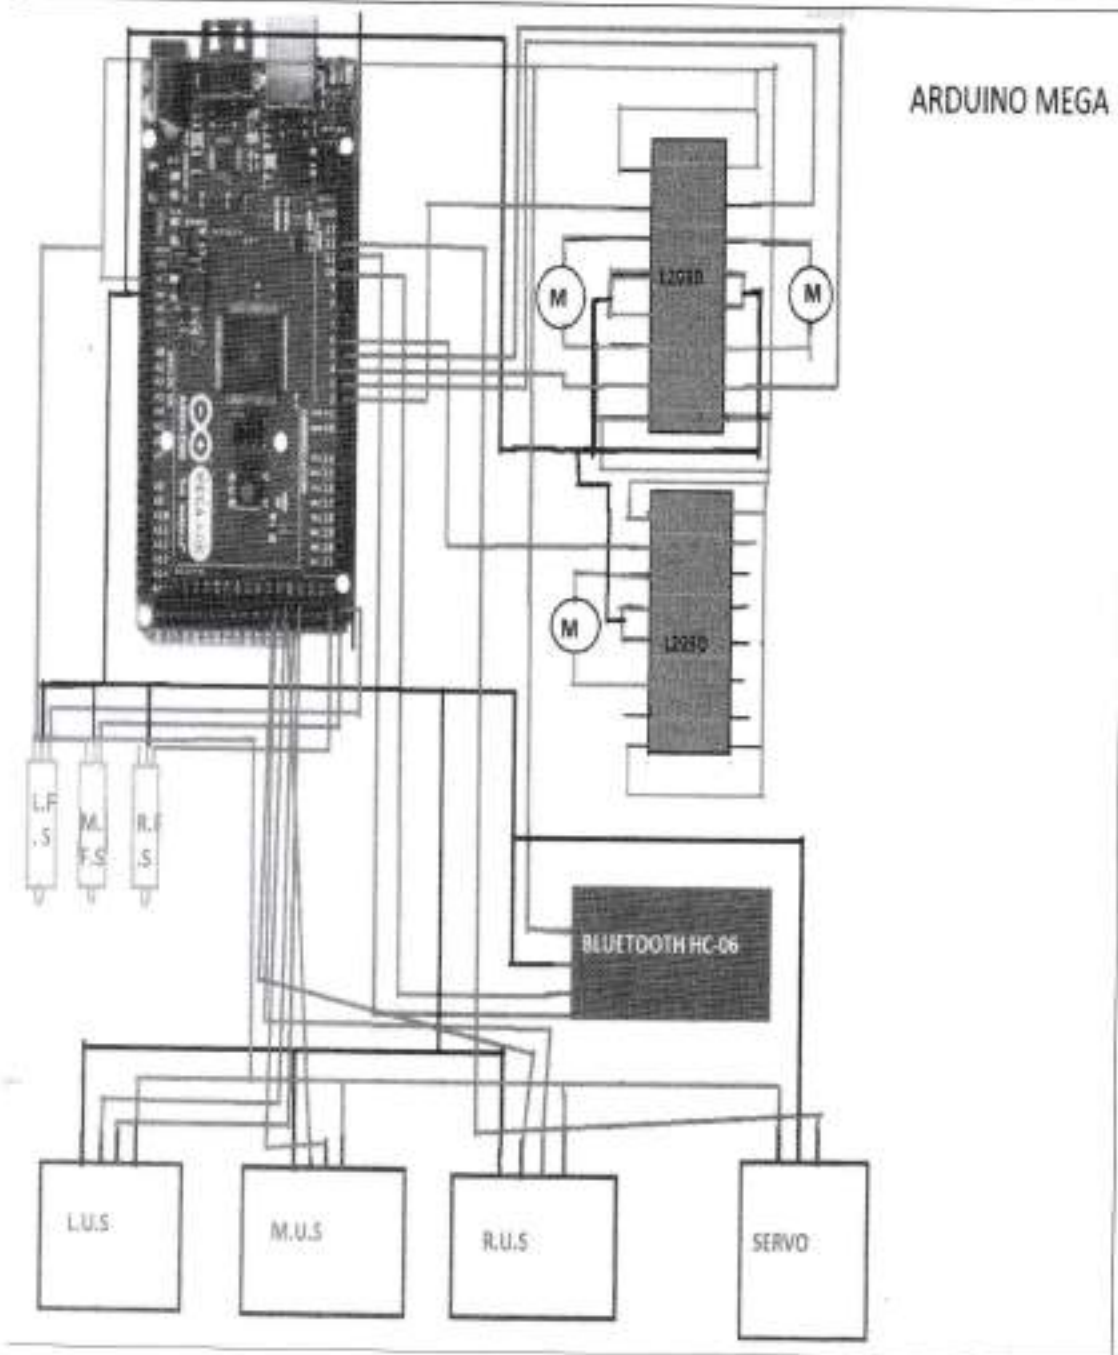 ARDUINO MEGA
M
L293D
M
M
L293D
L.F
.S
M.
F.S
R.F
.S
BLUETOOTH HC-06
L.U.S
M.U.S
R.U.S
SERVO